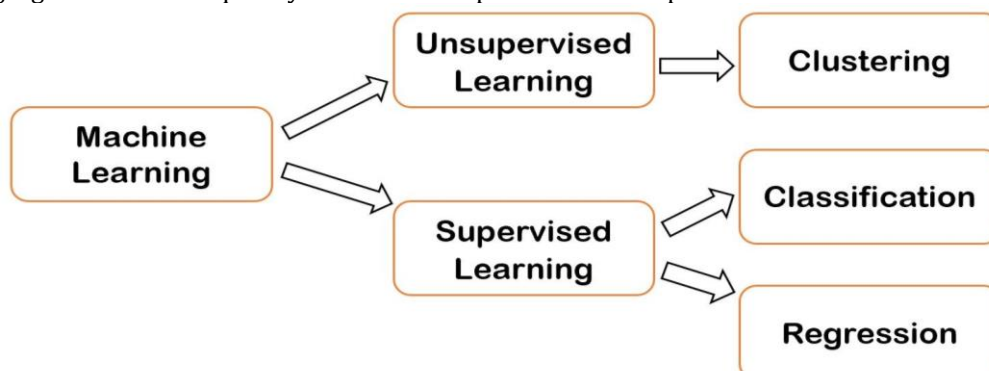 Unsupervised
Learning
Clustering
Machine
Learning
Classification
Supervised
Learning
Regression